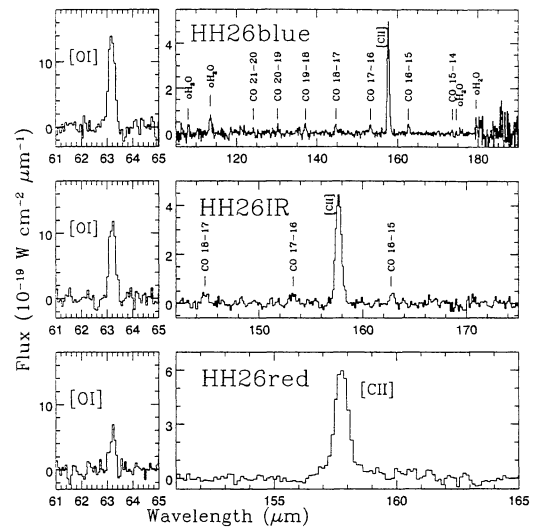 [OI]
10
0
61 62 63 64 65
HH26blue
[CII]
oH₂O
oH₂O
CO 21-20
CO 20-19
CO 19-18
CO 18-17
CO 17-16
CO 16-15
CO 15-14
oH₂O
oH₂O
4
2
0
120 140 160 180
[OI]
10
0
61 62 63 64 65
HH26IR
[CII]
CO 18-17
CO 17-16
CO 16-15
4
2
0
150 160 170
[OI]
10
0
61 62 63 64 65
HH26red
[CII]
6
3
0
155 160 165
Flux (10⁻¹⁹ W cm⁻² μm⁻¹)
Wavelength (μm)